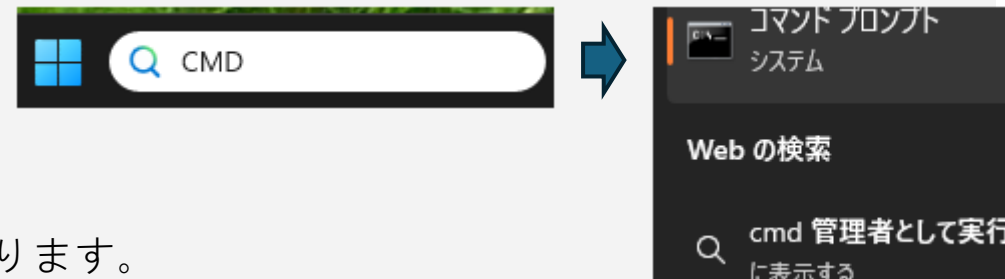 CMD
コマンド プロンプト
システム
Web の検索
cmd 管理者として実行
に表示する
ります。